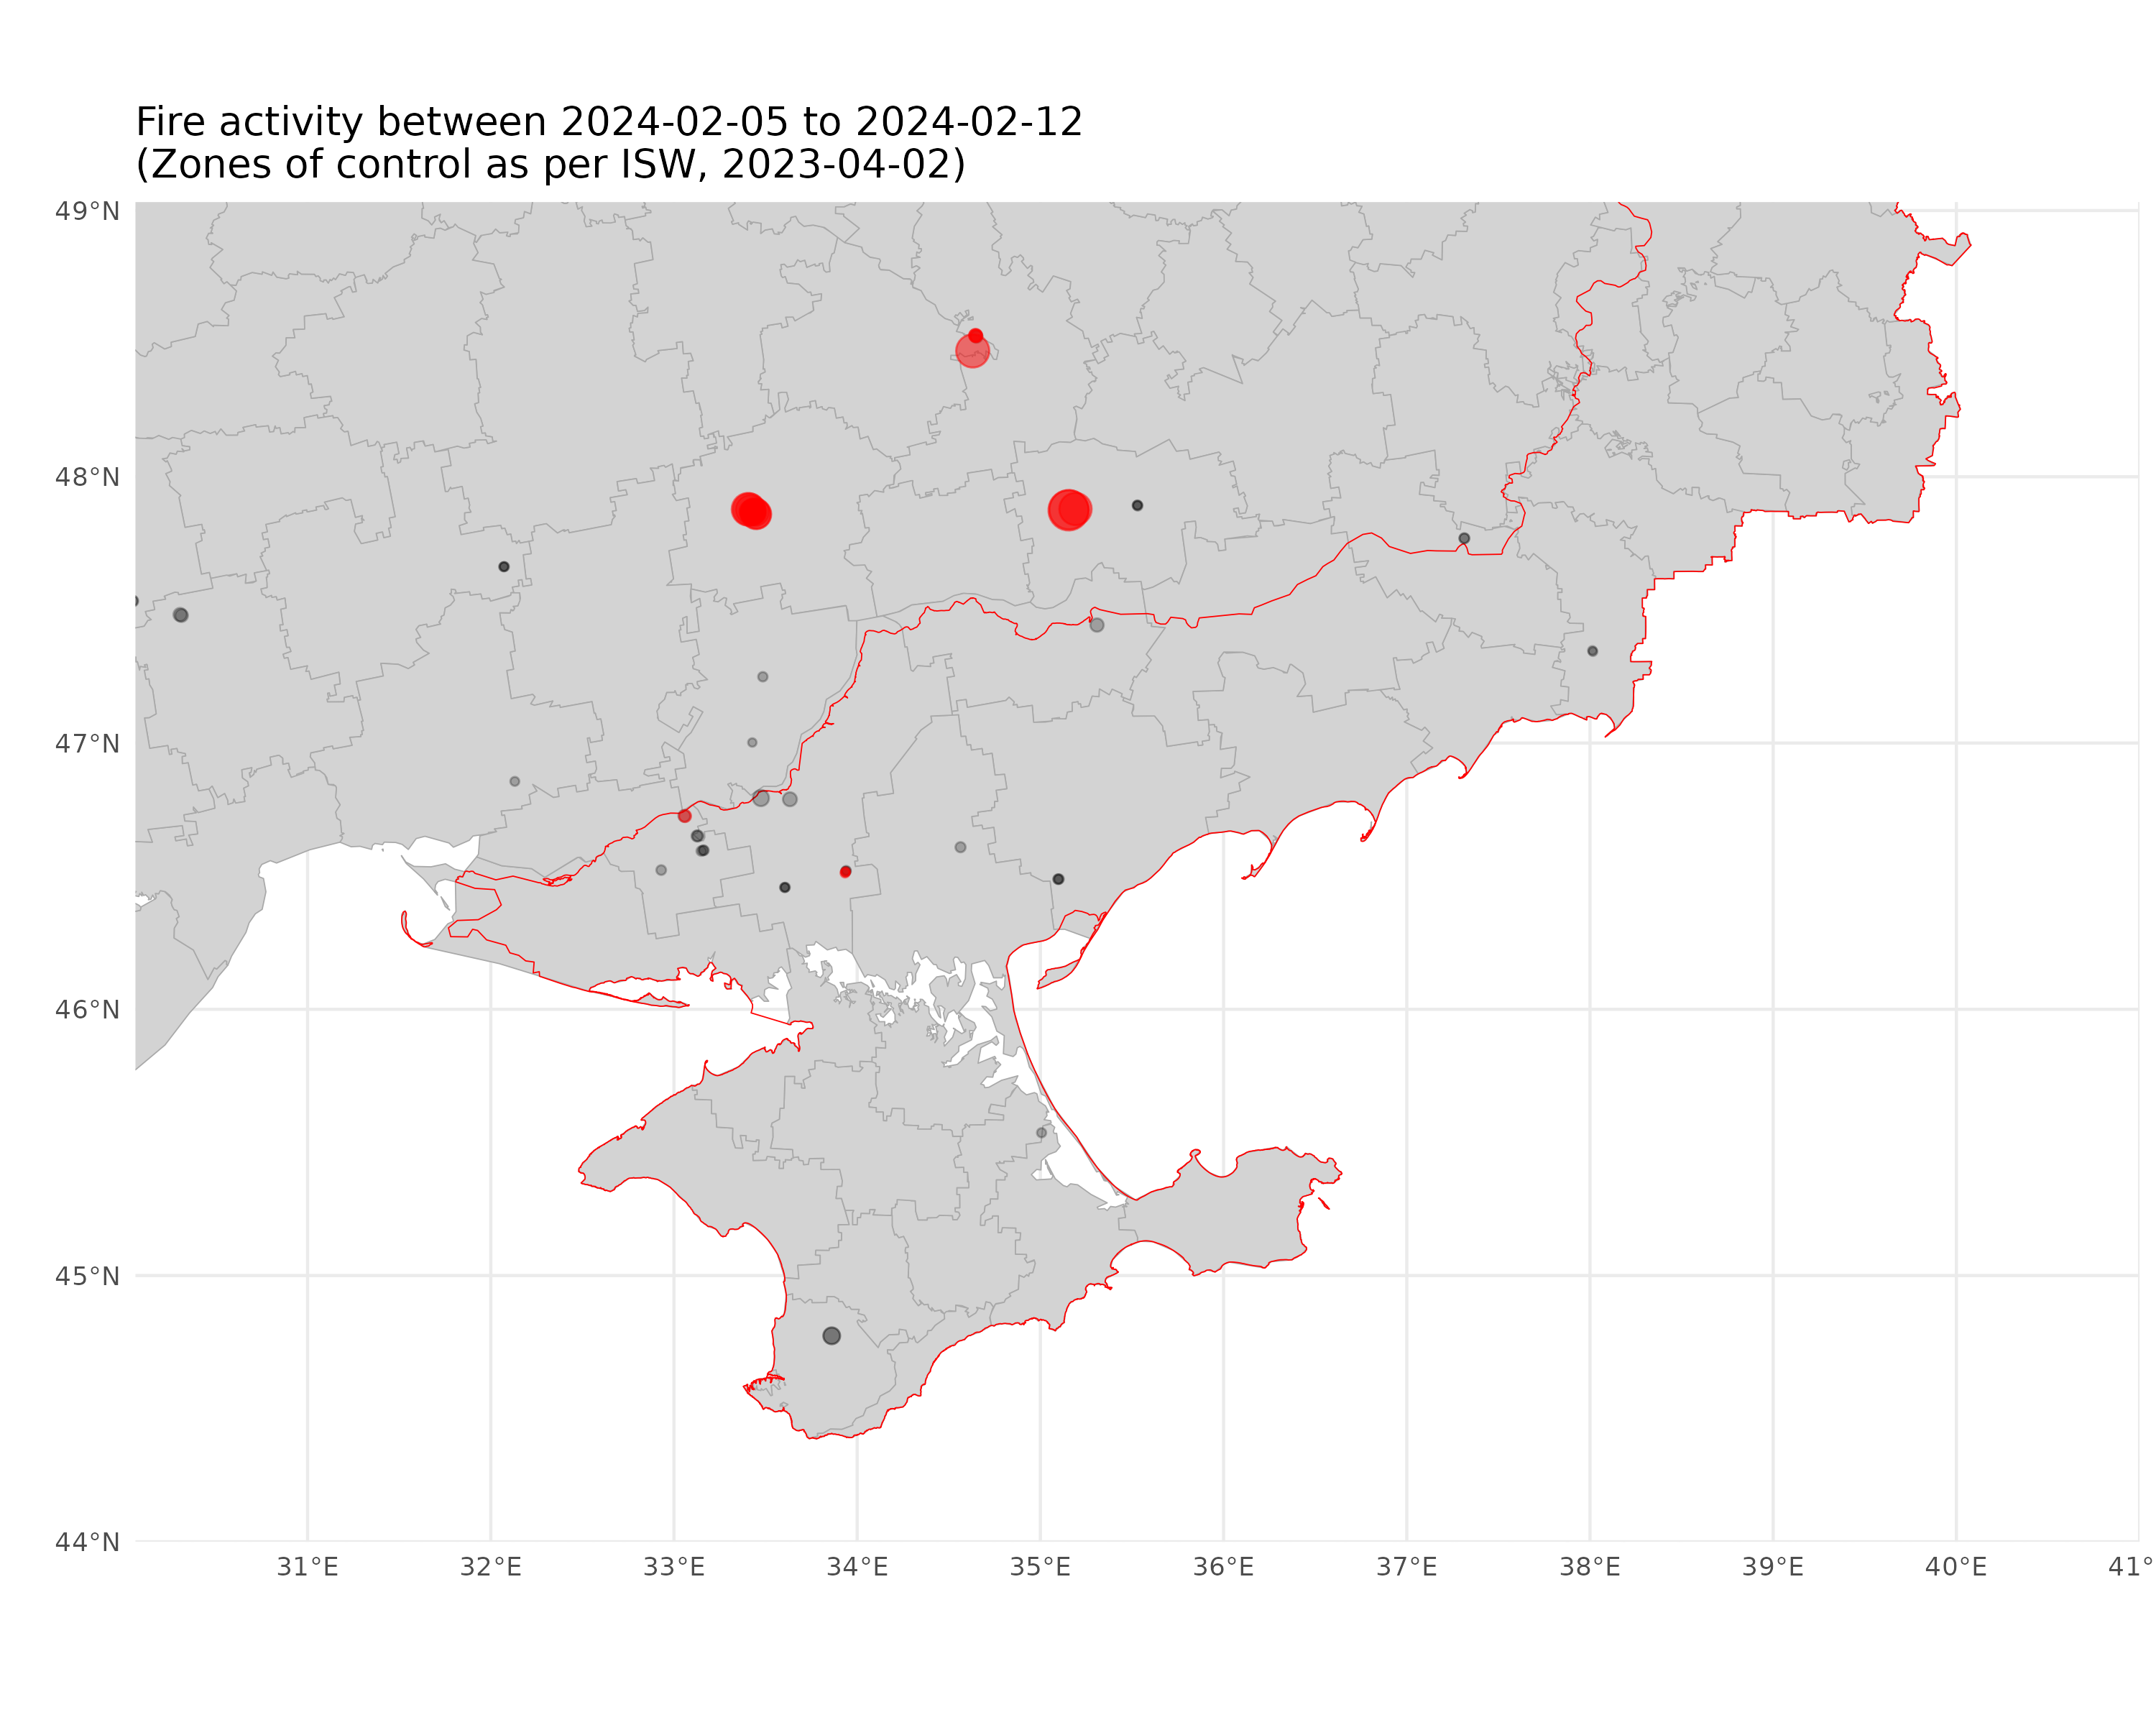 Fire activity between 2024-02-05 to 2024-02-12
(Zones of control as per ISW, 2023-04-02)
49°N
48°N
47°N
46°N
45°N
44°N
31°E 32°E 33°E 34°E 35°E 36°E 37°E 38°E 39°E 40°E 41°